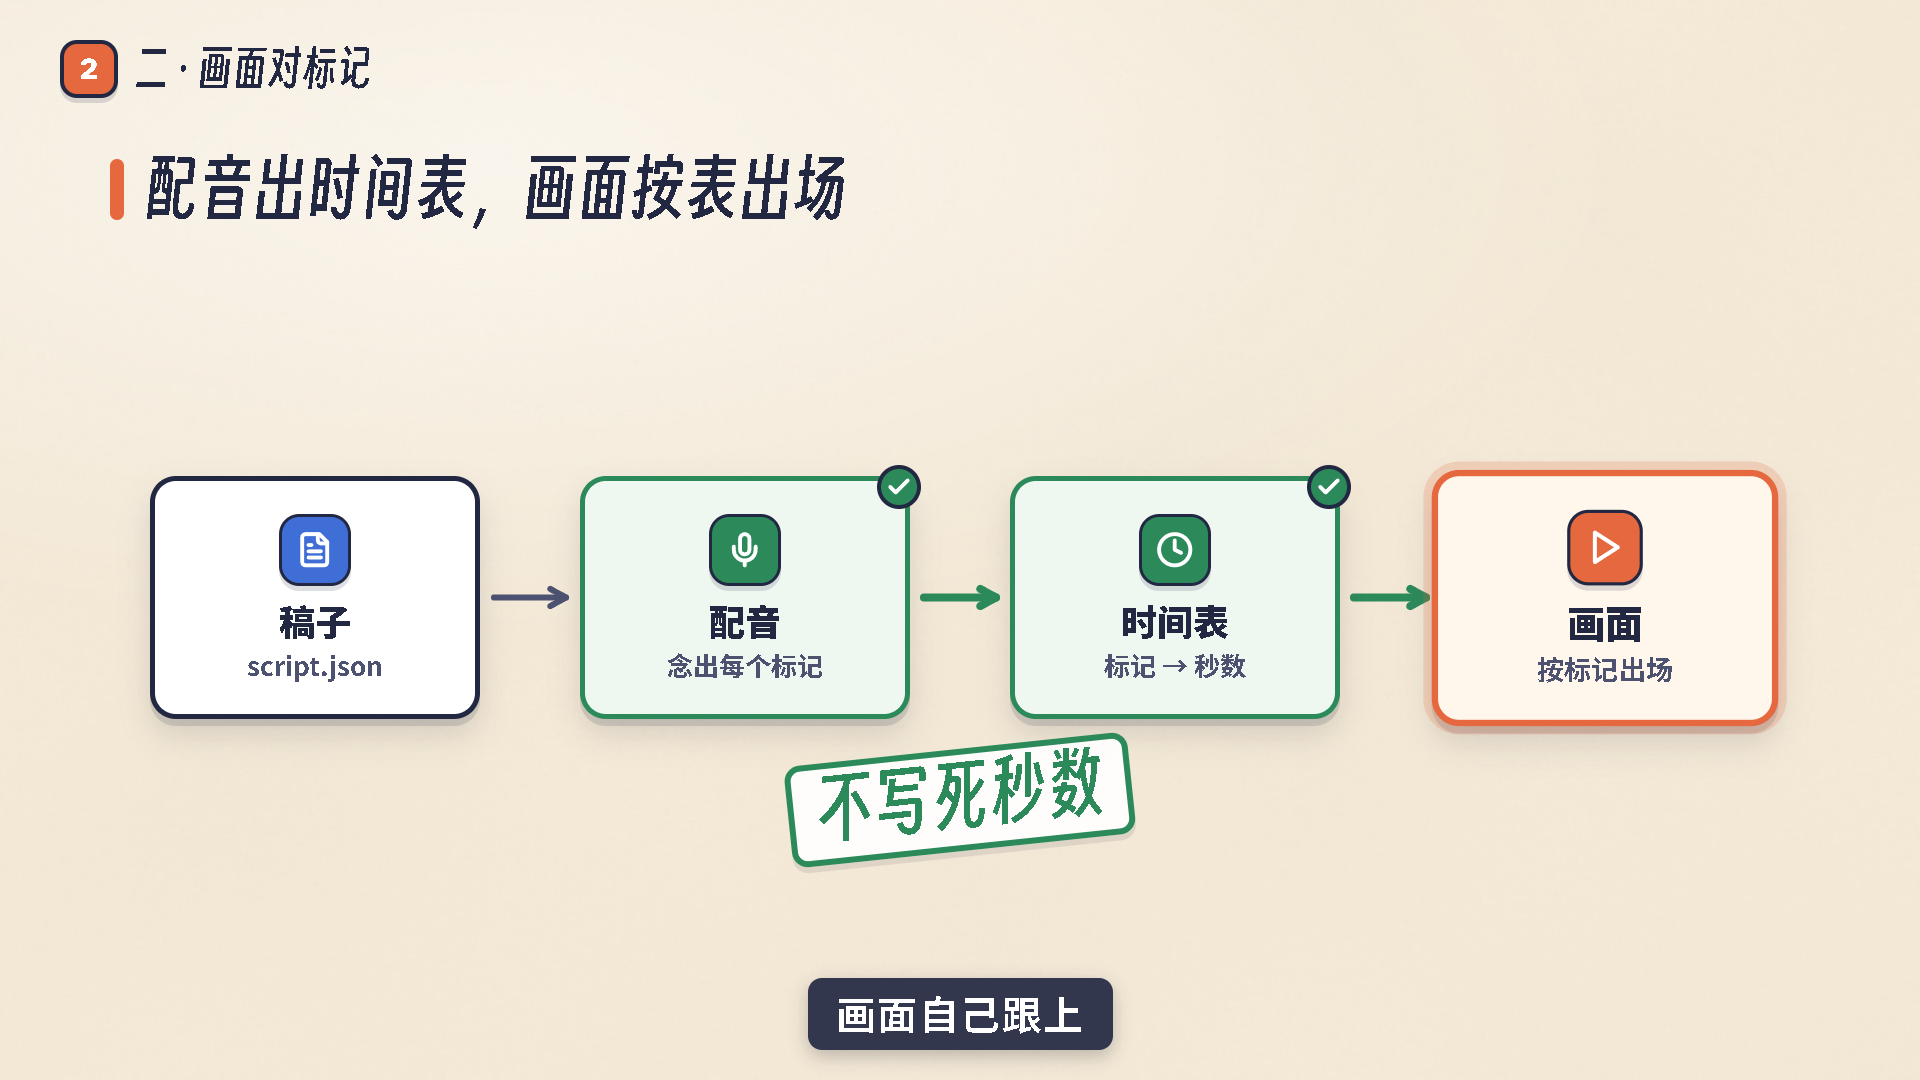 2 二·画面对标记
配音出时间表，画面按表出场
稿子
script.json
配音
念出每个标记
时间表
标记 → 秒数
画面
按标记出场
不写死秒数
画面自己跟上